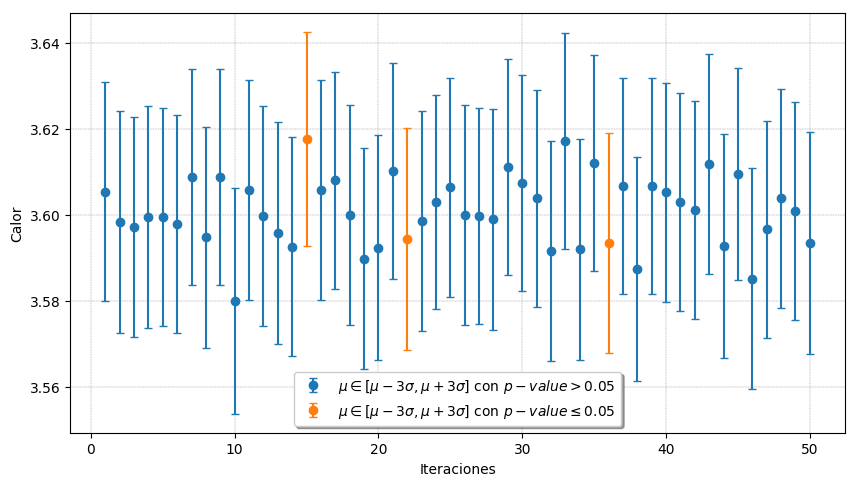 3.64
3.62
3.60
3.58
3.56
Calor
μ ∈ [μ − 3σ, μ + 3σ] con p − value > 0.05
μ ∈ [μ − 3σ, μ + 3σ] con p − value ≤ 0.05
0 10 20 30 40 50
Iteraciones